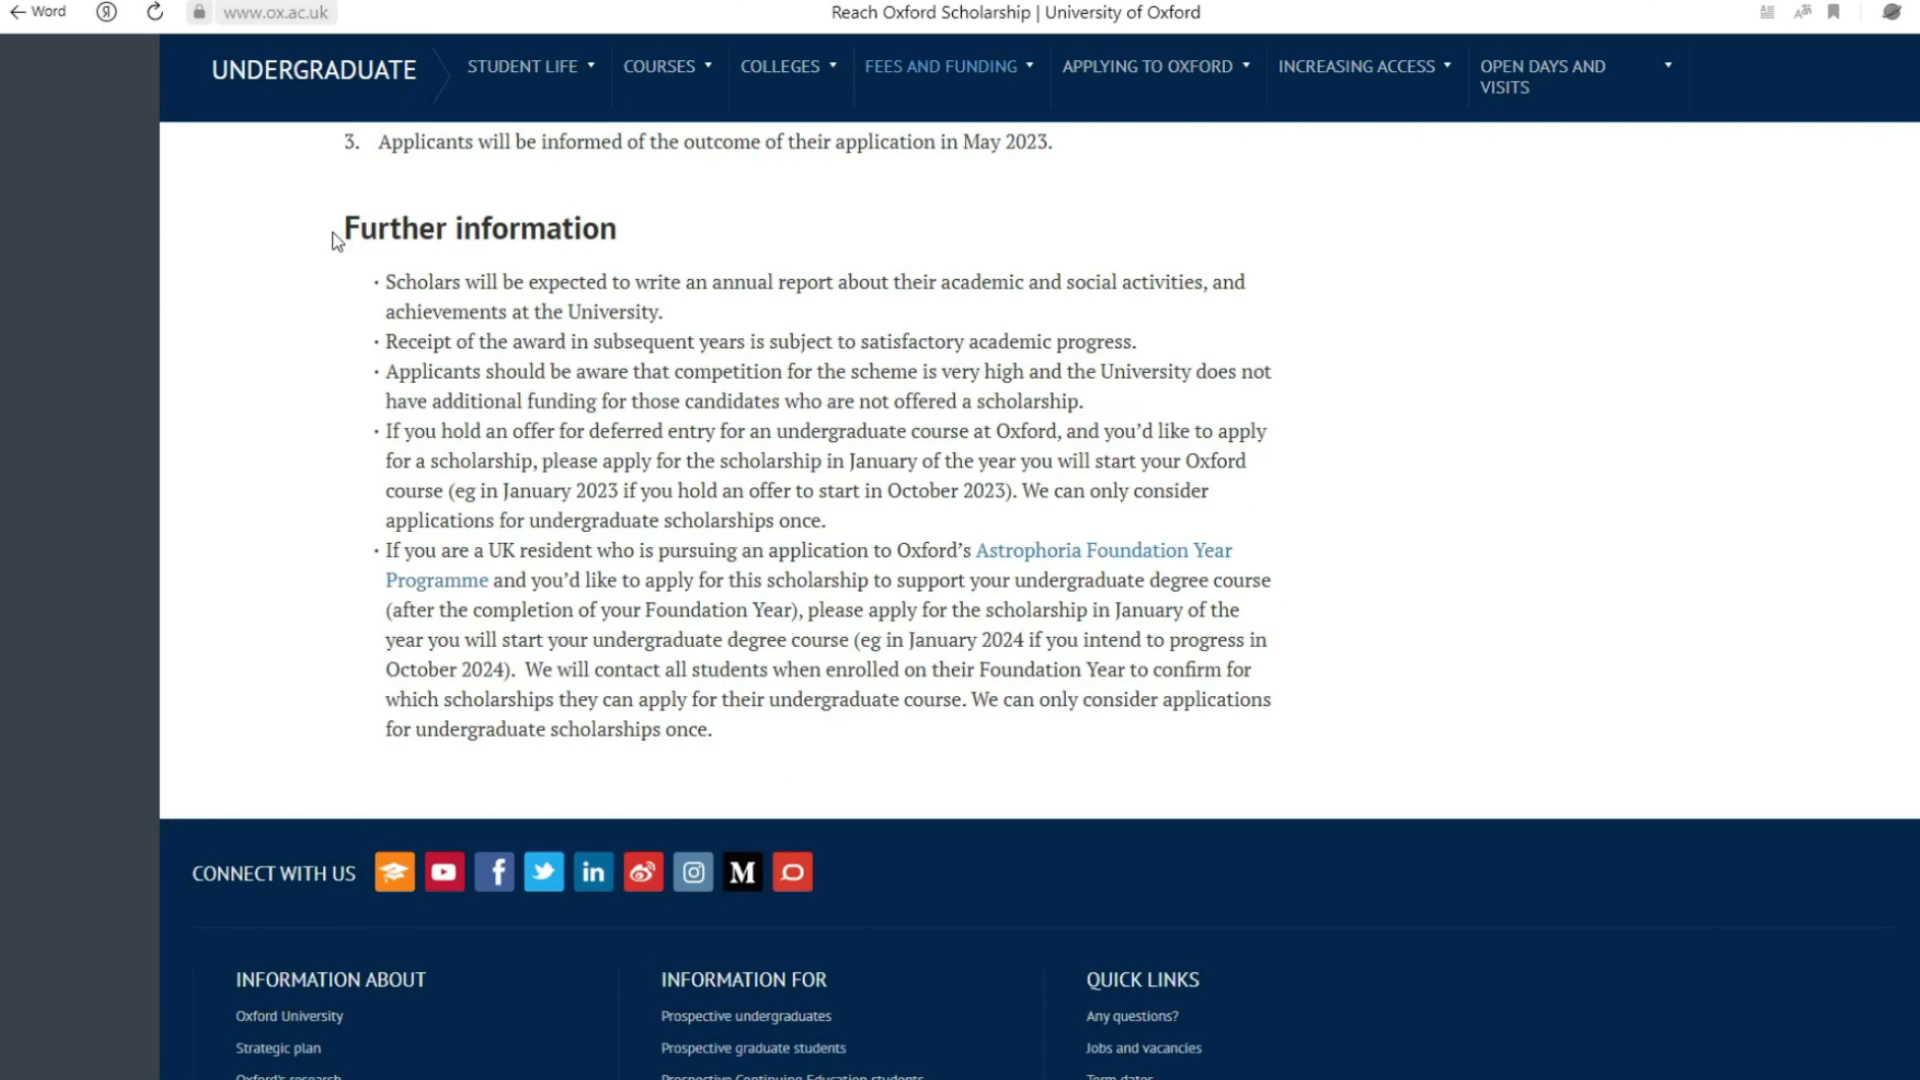 Word
Я
www.ox.ac.uk
Reach Oxford Scholarship | University of Oxford
UNDERGRADUATE
STUDENT LIFE
COURSES
COLLEGES
FEES AND FUNDING
APPLYING TO OXFORD
INCREASING ACCESS
OPEN DAYS AND
VISITS
3. Applicants will be informed of the outcome of their application in May 2023.
Further information
· Scholars will be expected to write an annual report about their academic and social activities, and
achievements at the University.
· Receipt of the award in subsequent years is subject to satisfactory academic progress.
· Applicants should be aware that competition for the scheme is very high and the University does not
have additional funding for those candidates who are not offered a scholarship.
· If you hold an offer for deferred entry for an undergraduate course at Oxford, and you’d like to apply
for a scholarship, please apply for the scholarship in January of the year you will start your Oxford
course (eg in January 2023 if you hold an offer to start in October 2023). We can only consider
applications for undergraduate scholarships once.
· If you are a UK resident who is pursuing an application to Oxford’s Astrophoria Foundation Year
Programme and you’d like to apply for this scholarship to support your undergraduate degree course
(after the completion of your Foundation Year), please apply for the scholarship in January of the
year you will start your undergraduate degree course (eg in January 2024 if you intend to progress in
October 2024). We will contact all students when enrolled on their Foundation Year to confirm for
which scholarships they can apply for their undergraduate course. We can only consider applications
for undergraduate scholarships once.
CONNECT WITH US
f
in
M
INFORMATION ABOUT
Oxford University
Strategic plan
Oxford's research
INFORMATION FOR
Prospective undergraduates
Prospective graduate students
Prospective Continuing Education students
QUICK LINKS
Any questions?
Jobs and vacancies
Term dates